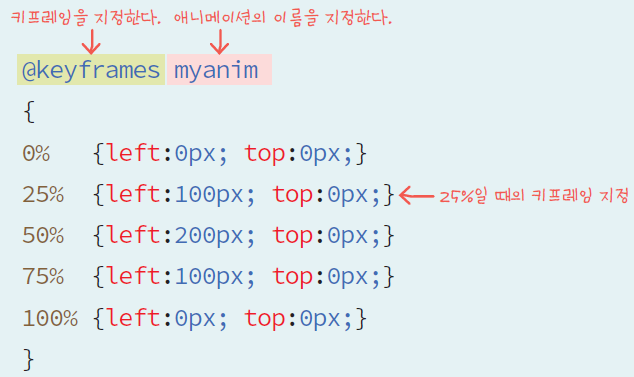 키프레임을 지정한다. 애니메이션의 이름을 지정한다.
@keyframes myanim
{
0% {left:0px; top:0px;}
25% {left:100px; top:0px;} 25%일 때의 키프레임 지정
50% {left:200px; top:0px;}
75% {left:100px; top:0px;}
100% {left:0px; top:0px;}
}